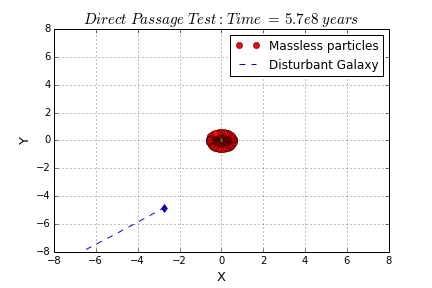 Direct Passage Test : Time = 5.7e8 years
Massless particles
Disturbant Galaxy
8
6
4
2
0
−2
−4
−6
−8
Y
−8 −6 −4 −2 0 2 4 6 8
X